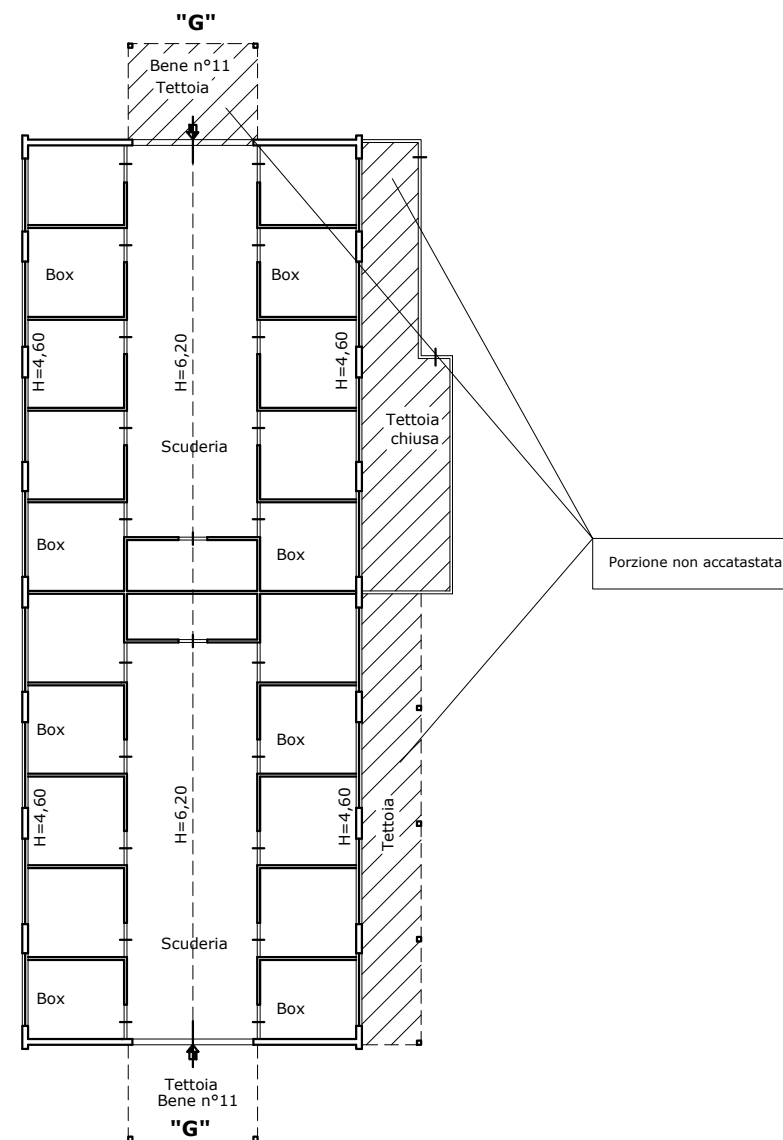 "G"
Bene n°11
Tettoia
Box
Box
H=4,60
H=6,20
H=4,60
Tettoia
chiusa
Scuderia
Box
Box
Porzione non accatastata
Box
Box
H=4,60
H=6,20
H=4,60
Tettoia
Scuderia
Box
Box
Tettoia
Bene n°11
"G"